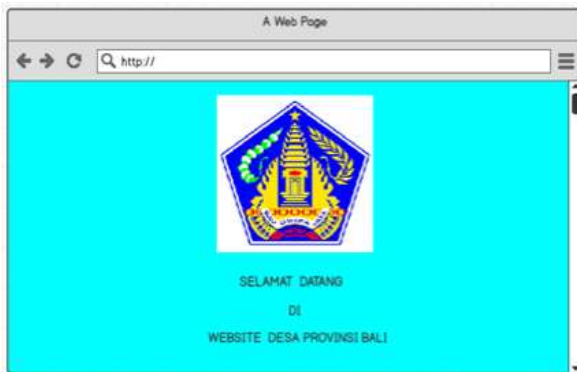 A Web Page
http://
SELAMAT DATANG
DI
WEBSITE DESA PROVINSI BALI